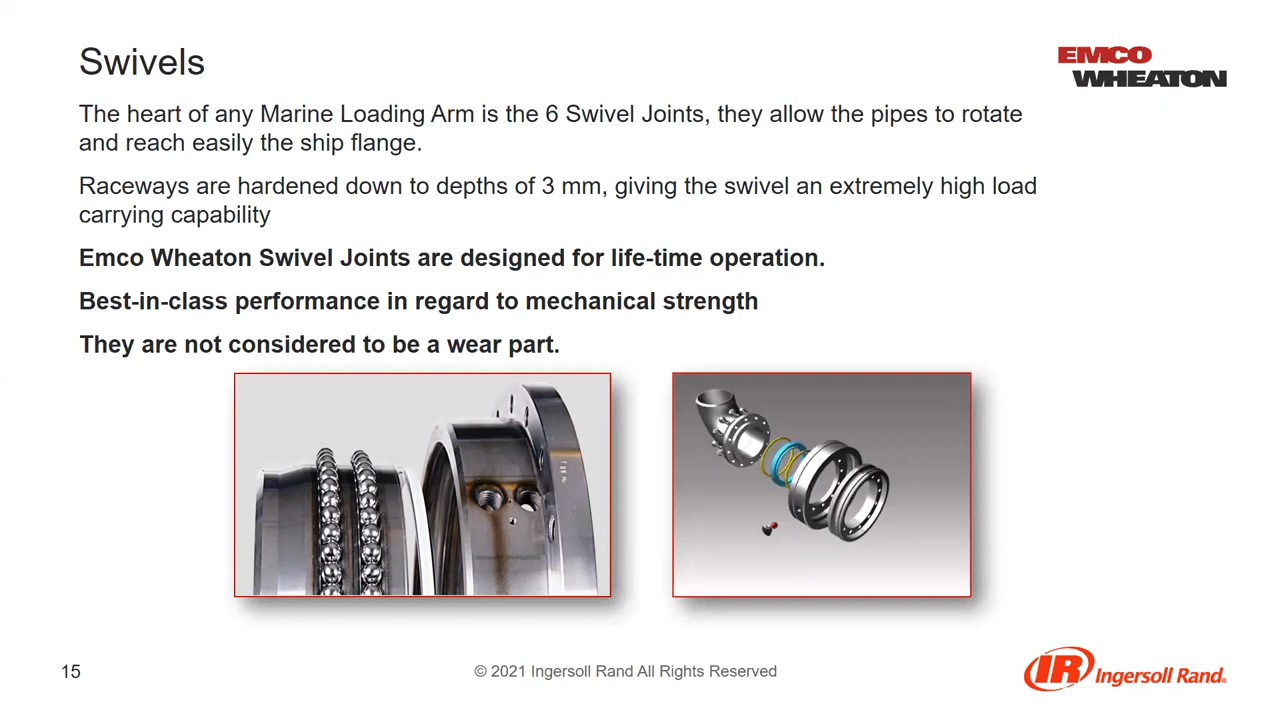 Swivels
EMCO
WHEATON
The heart of any Marine Loading Arm is the 6 Swivel Joints, they allow the pipes to rotate
and reach easily the ship flange.
Raceways are hardened down to depths of 3 mm, giving the swivel an extremely high load
carrying capability
Emco Wheaton Swivel Joints are designed for life-time operation.
Best-in-class performance in regard to mechanical strength
They are not considered to be a wear part.
15
© 2021 Ingersoll Rand All Rights Reserved
IR Ingersoll Rand®